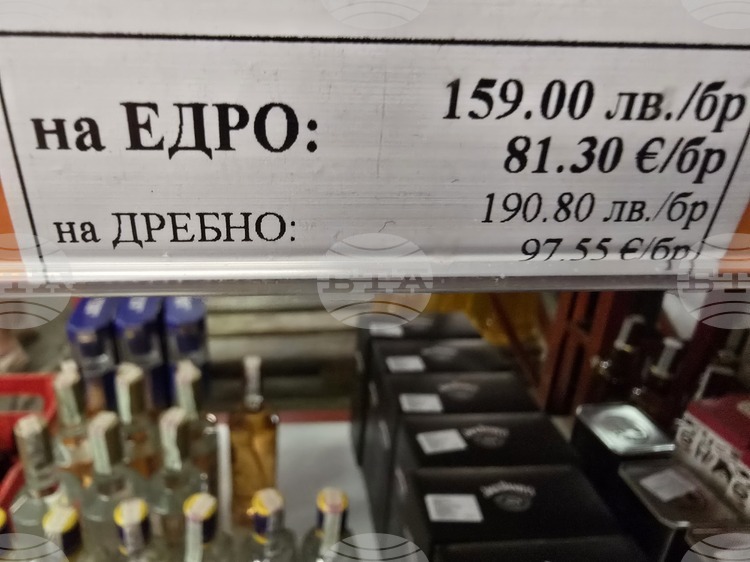 на ЕДРО: 159.00 лв./бр
81.30 €/бр
на ДРЕБНО: 190.80 лв./бр
97.55 €/бр